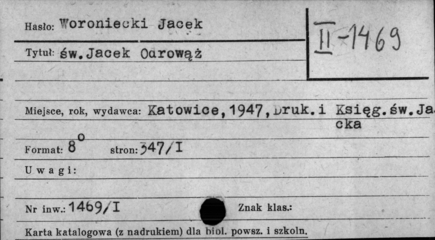 Hasło: Woroniecki Jacek
II-1469
Tytuł: św.Jacek Odrowąż
Miejsce, rok, wydawca: Katowice,1947,Druk.i Księg.św.Ja
cka
Format: 8° stron: 347/I
Uwagi:
Nr inw.: 1469/I Znak klas.:
Karta katalogowa (z nadrukiem) dla bibl. powsz. i szkoln.